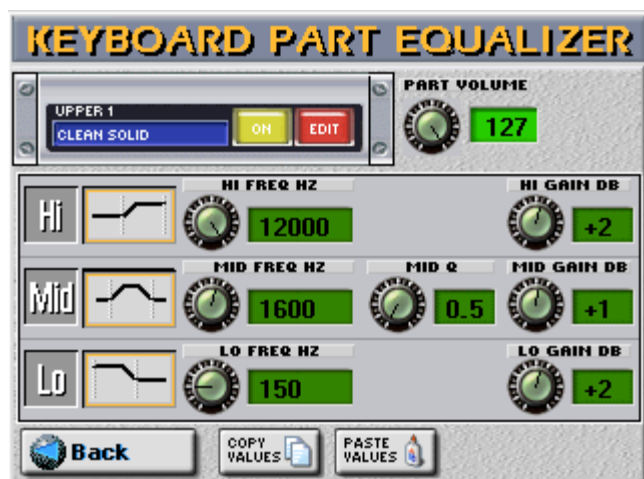 KEYBOARD PART EQUALIZER
UPPER 1
CLEAN SOLID
ON
EDIT
PART VOLUME
127
Hi
HI FREQ HZ
12000
HI GAIN DB
+2
Mid
MID FREQ HZ
1600
MID Q
0.5
MID GAIN DB
+1
Lo
LO FREQ HZ
150
LO GAIN DB
+2
Back
COPY
VALUES
PASTE
VALUES